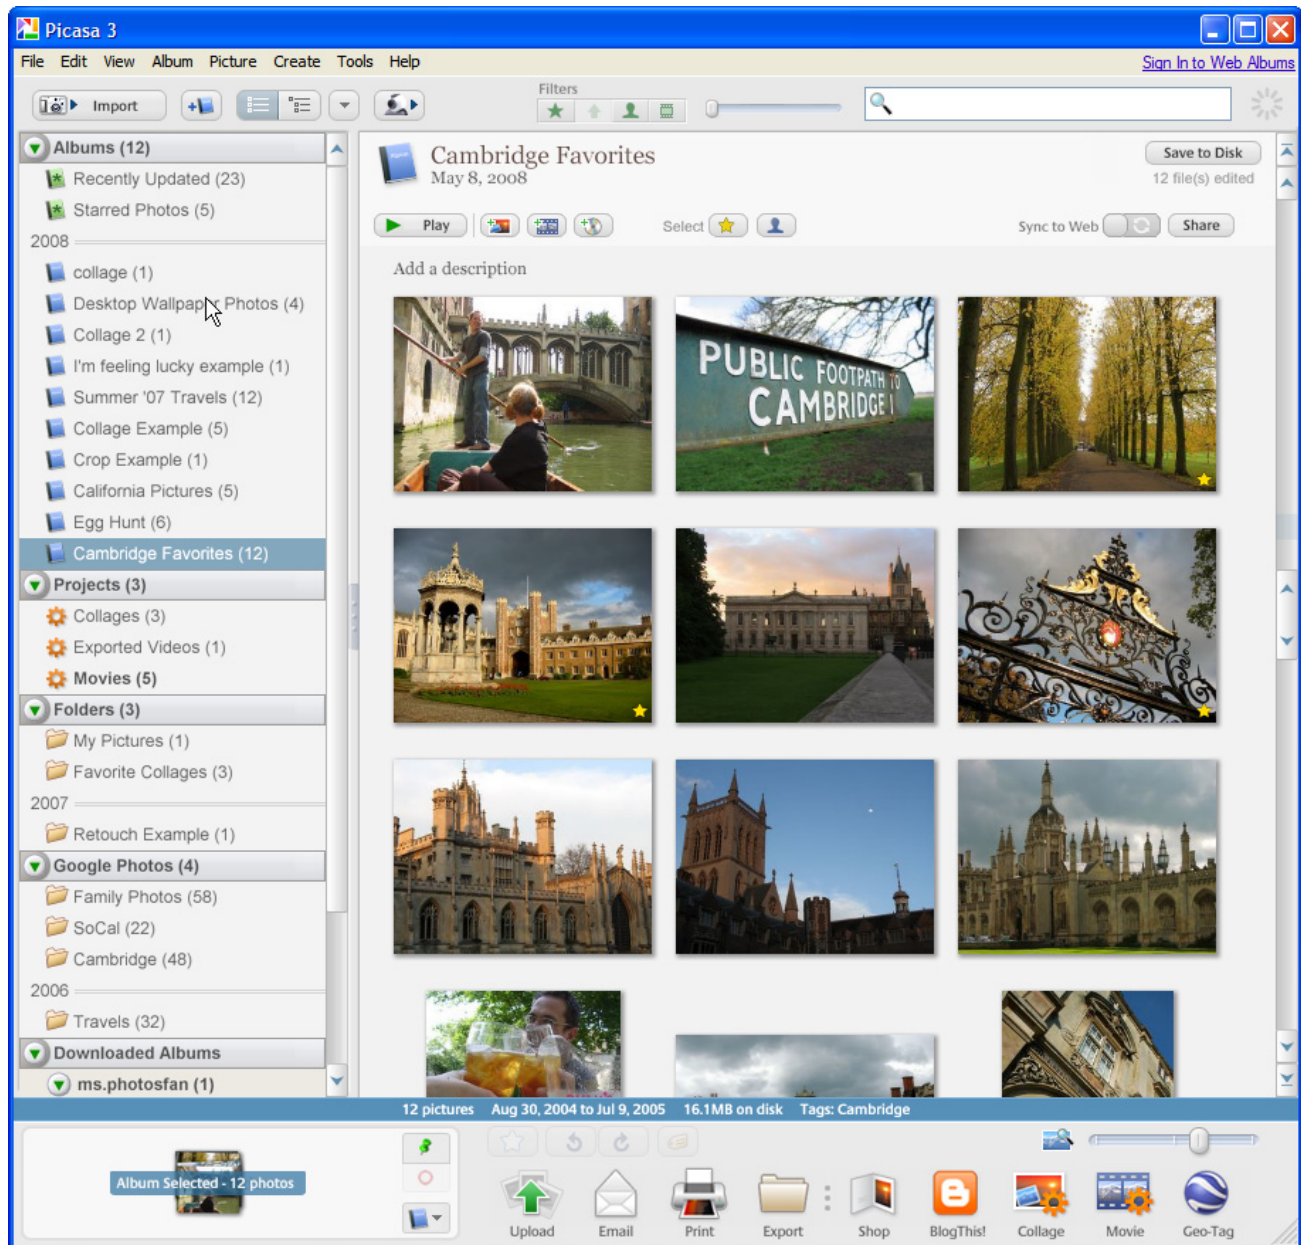 Picasa 3
File Edit View Album Picture Create Tools Help
Sign In to Web Albums
Import
Filters
Albums (12)
Recently Updated (23)
Starred Photos (5)
2008
collage (1)
Desktop Wallpaper Photos (4)
Collage 2 (1)
I'm feeling lucky example (1)
Summer '07 Travels (12)
Collage Example (5)
Crop Example (1)
California Pictures (5)
Egg Hunt (6)
Cambridge Favorites (12)
Projects (3)
Collages (3)
Exported Videos (1)
Movies (5)
Folders (3)
My Pictures (1)
Favorite Collages (3)
2007
Retouch Example (1)
Google Photos (4)
Family Photos (58)
SoCal (22)
Cambridge (48)
2006
Travels (32)
Downloaded Albums
ms.photosfan (1)
Cambridge Favorites
May 8, 2008
Save to Disk
12 file(s) edited
Play
Select
Sync to Web
Share
Add a description
PUBLIC FOOTPATH TO
CAMBRIDGE
12 pictures Aug 30, 2004 to Jul 9, 2005 16.1MB on disk Tags: Cambridge
Album Selected - 12 photos
Upload
Email
Print
Export
Shop
BlogThis!
Collage
Movie
Geo-Tag